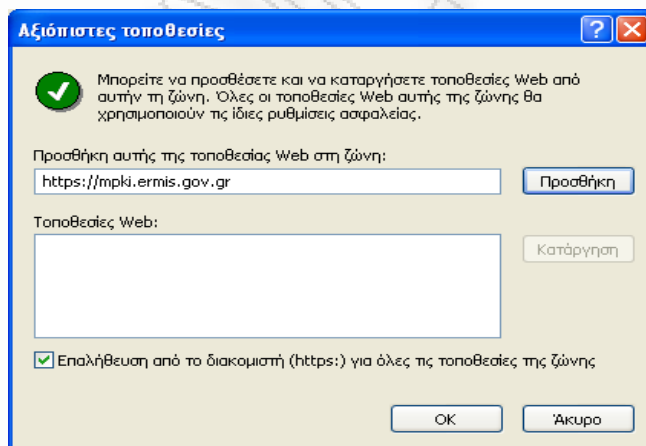 Αξιόπιστες τοποθεσίες
Μπορείτε να προσθέσετε και να καταργήσετε τοποθεσίες Web από
αυτήν τη ζώνη. Όλες οι τοποθεσίες Web αυτής της ζώνης θα
χρησιμοποιούν τις ίδιες ρυθμίσεις ασφαλείας.
Προσθήκη αυτής της τοποθεσίας Web στη ζώνη:
https://mpki.ermis.gov.gr
Προσθήκη
Τοποθεσίες Web:
Κατάργηση
Επαλήθευση από το διακομιστή (https:) για όλες τις τοποθεσίες της ζώνης
OK
Άκυρο